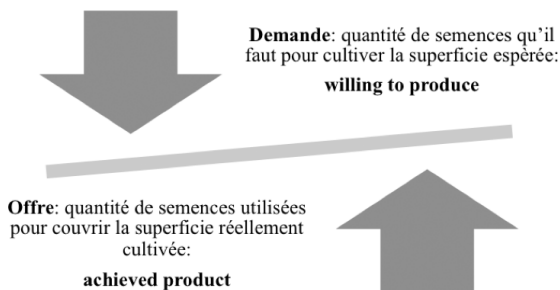 Demande: quantité de semences qu'il
faut pour cultiver la superficie espèrée:
willing to produce
Offre: quantité de semences utilisées
pour couvrir la superficie réellement
cultivée:
achieved product